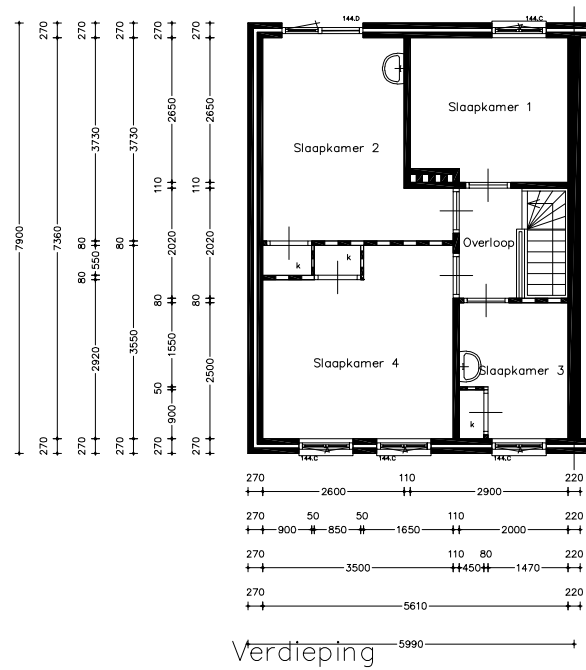 144.D 144.C
270 270 270 270 270
2650 2650
3730 3730
Slaapkamer 1
Slaapkamer 2
110 110
7900 7360
80 80 2020 2020
550
Overloop
k k
80 80 80
3550
1550
2920 2500
Slaapkamer 4 Slaapkamer 3
50
900
k
270 270 270 270 270
144.C 144.C 144.C
270 110 220
2600 2900
270 50 50 110 220
900 850 1650 2000
270 110 80 220
3500 450 1470
270 220
5610
5990
Verdieping